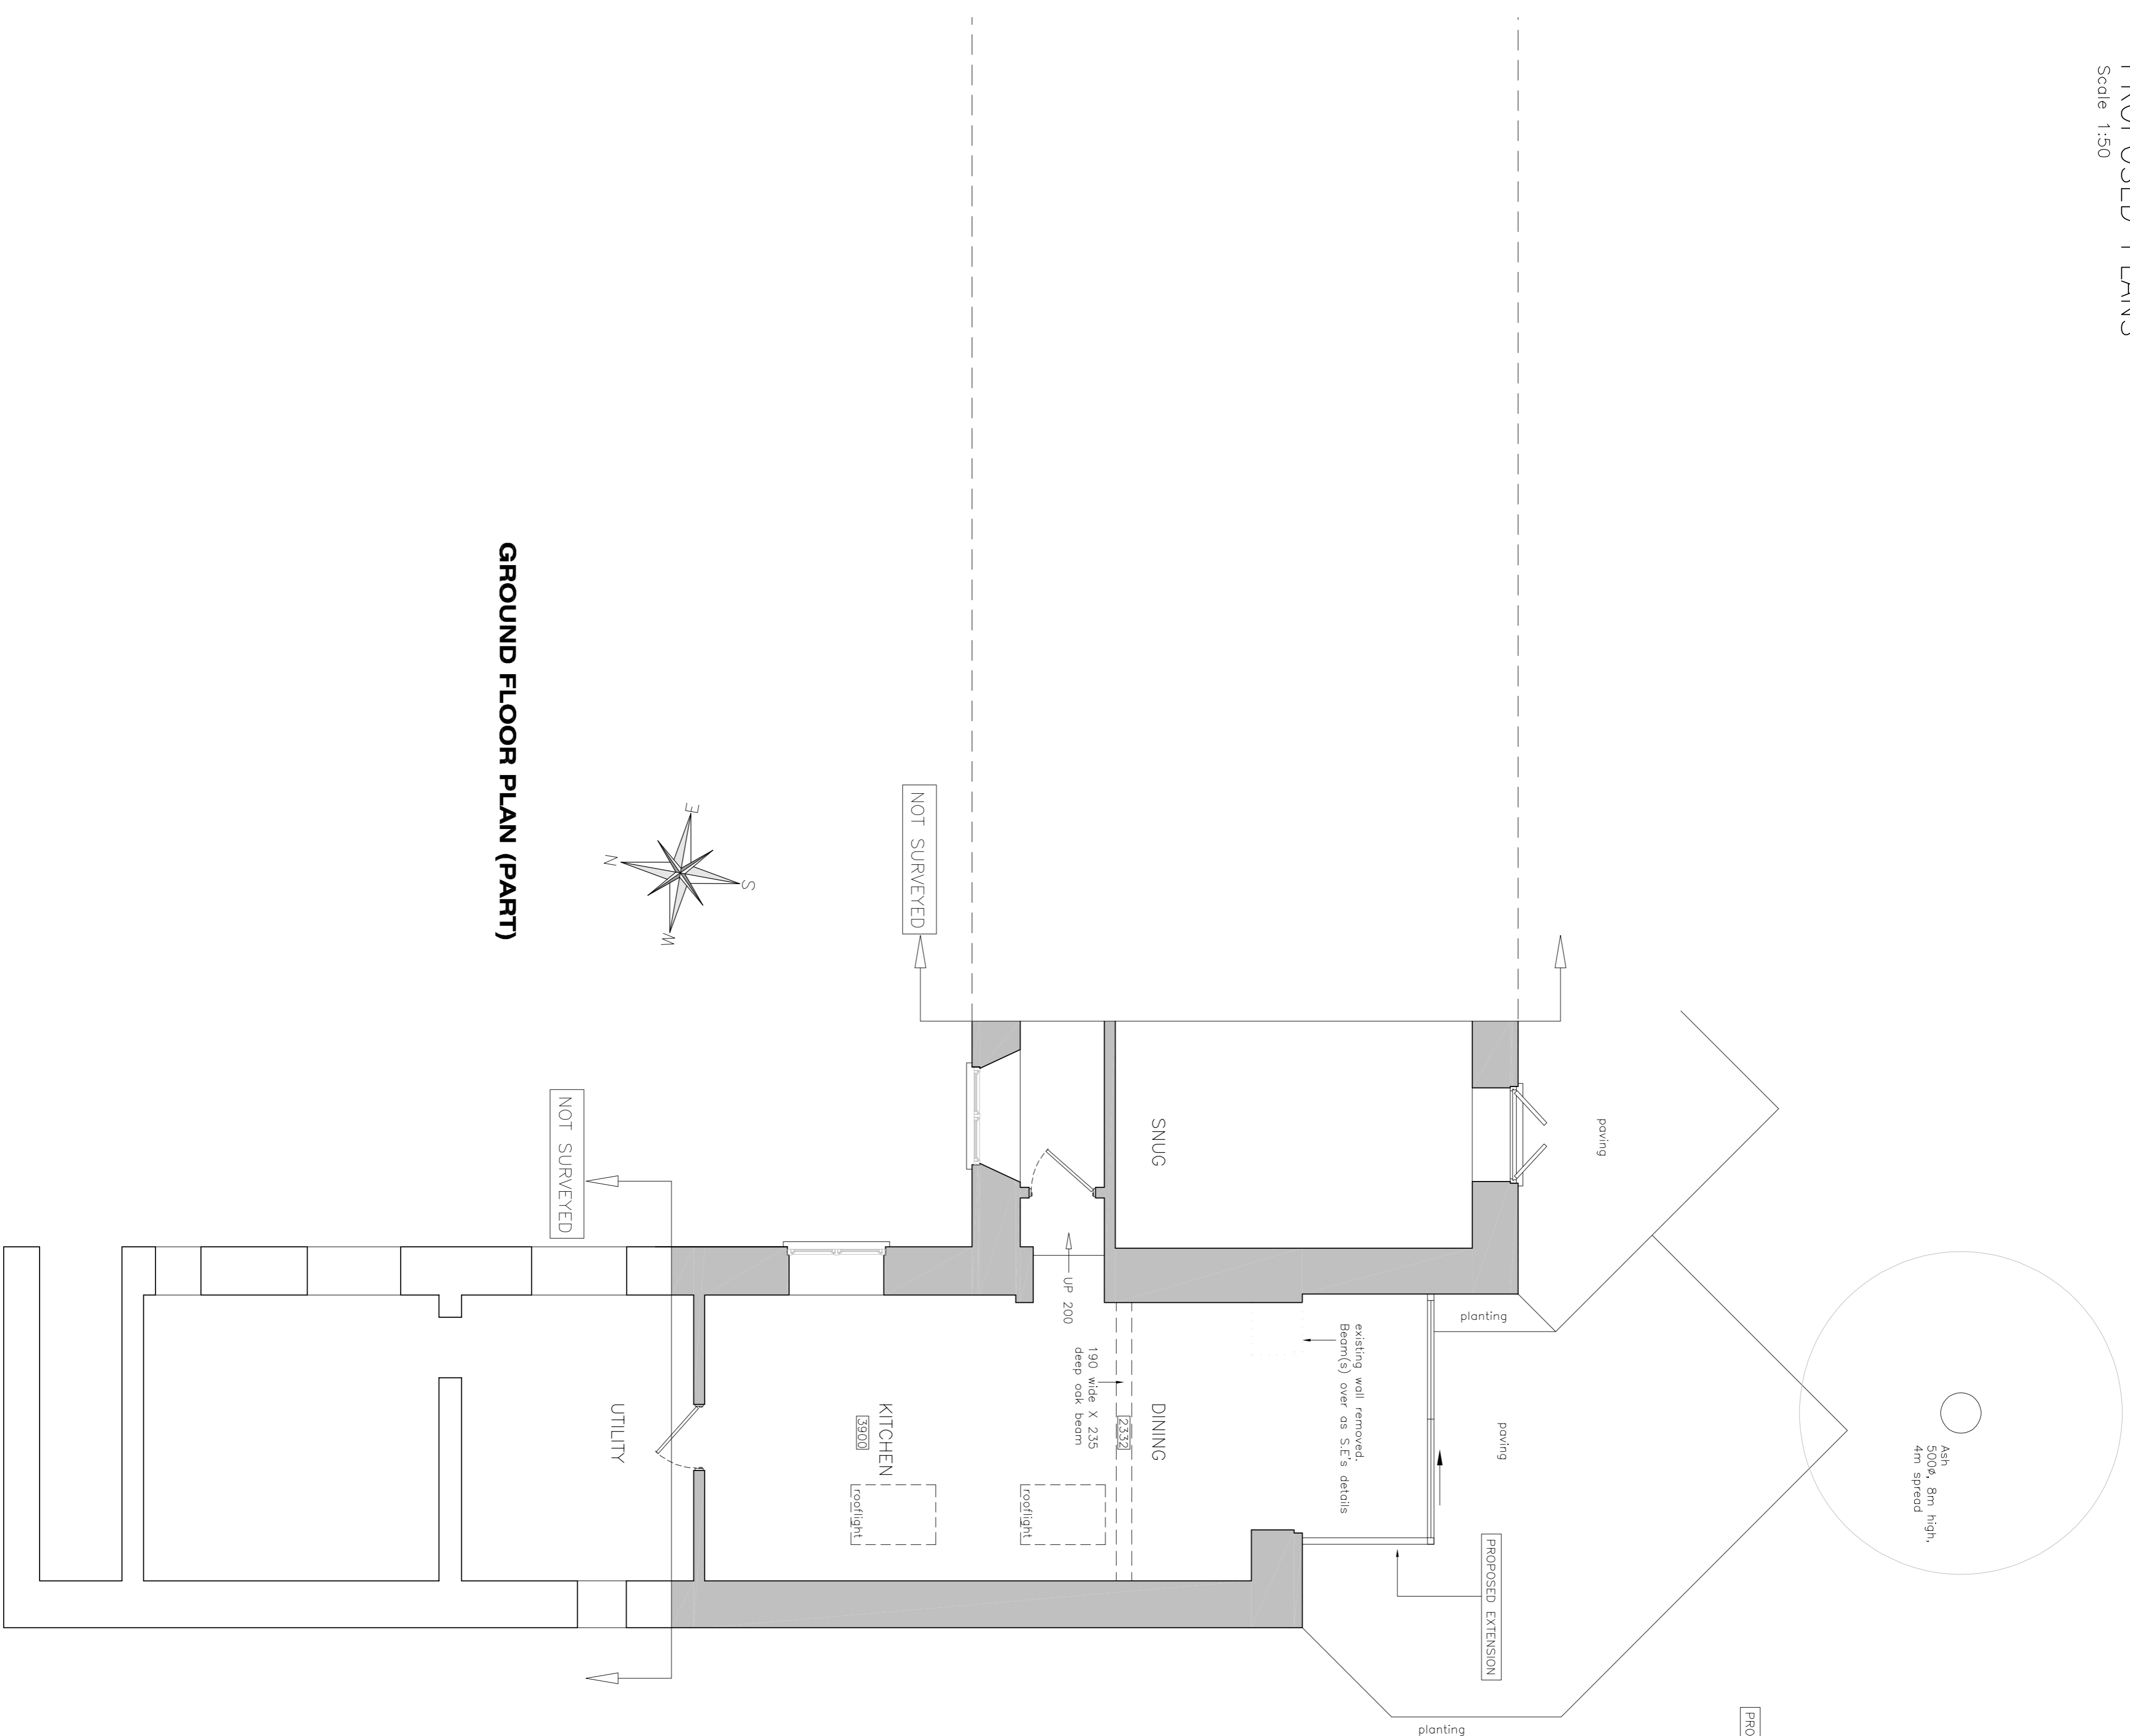 Scale 1:50
paving
Ash
500ø, 8m high,
4m spread
planting
paving
PROPOSED EXTENSION
planting
existing wall removed.
Beam(s) over as S.E's details
SNUG
DINING
2332
190 wide X 235
deep oak beam
UP 200
rooflight
NOT SURVEYED
KITCHEN
3900
rooflight
E
S
N
W
UTILITY
NOT SURVEYED
GROUND FLOOR PLAN (PART)